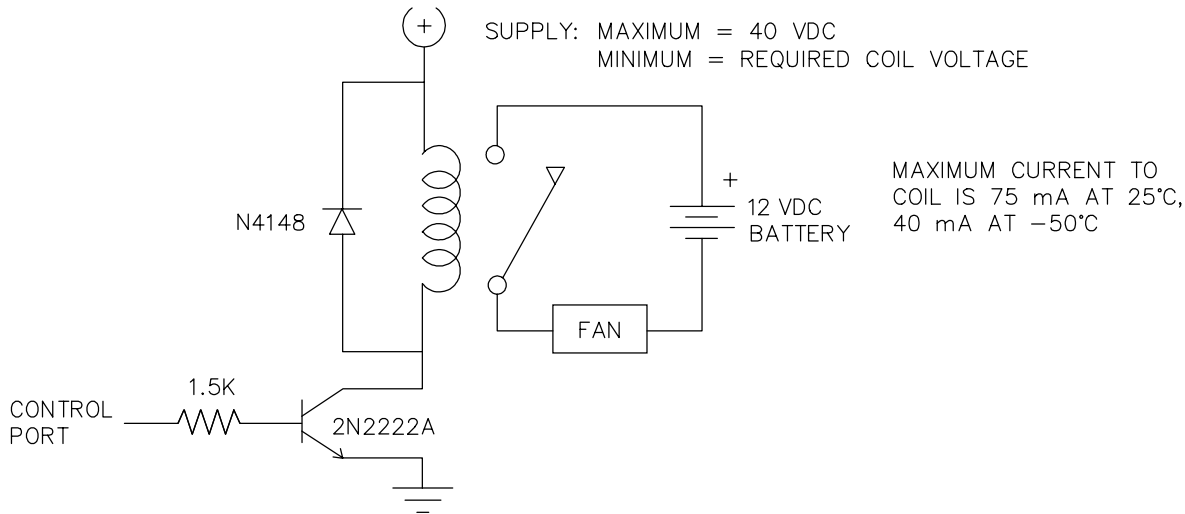 +
SUPPLY: MAXIMUM = 40 VDC
MINIMUM = REQUIRED COIL VOLTAGE
MAXIMUM CURRENT TO
COIL IS 75 mA AT 25°C,
40 mA AT −50°C
+
12 VDC
BATTERY
N4148
FAN
1.5K
CONTROL
PORT
2N2222A